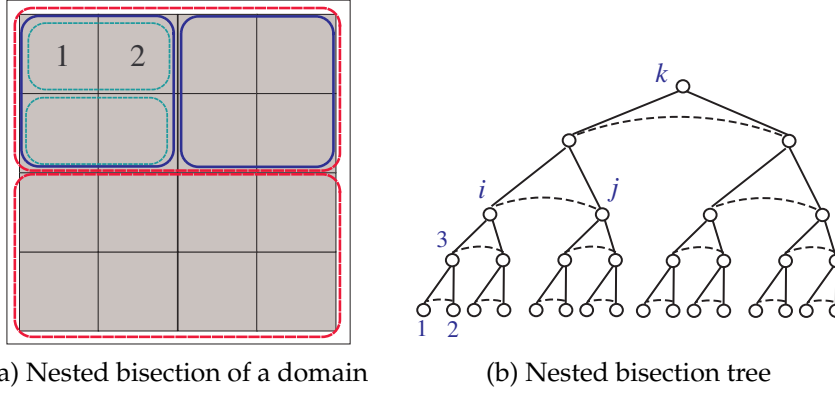 1 2
k
i j
3
1 2
a) Nested bisection of a domain
(b) Nested bisection tree